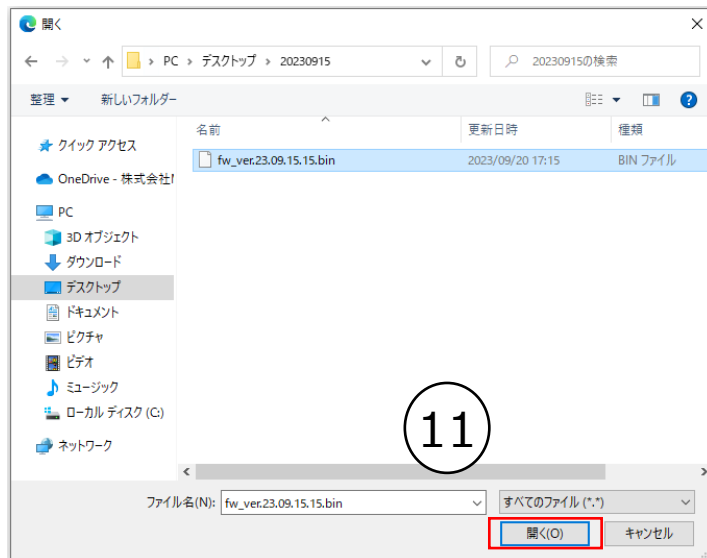 開く
PC › デスクトップ › 20230915
20230915の検索
整理 新しいフォルダー
名前 更新日時 種類
fw_ver.23.09.15.15.bin 2023/09/20 17:15 BIN ファイル
クイック アクセス
OneDrive - 株式会社
PC
3D オブジェクト
ダウンロード
デスクトップ
ドキュメント
ピクチャ
ビデオ
ミュージック
ローカル ディスク (C:)
ネットワーク
11
ファイル名(N): fw_ver.23.09.15.15.bin すべてのファイル (*.*)
開く(O) キャンセル